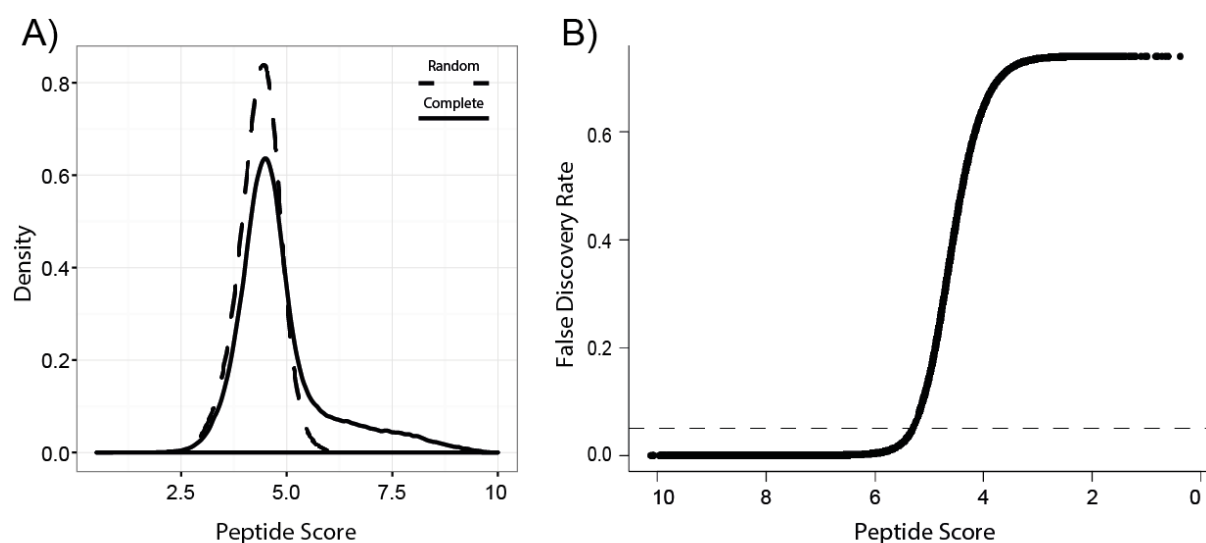 A)
Random
Complete
Density
0.8
0.6
0.4
0.2
0.0
2.5 5.0 7.5 10
Peptide Score
B)
False Discovery Rate
0.6
0.4
0.2
0.0
10 8 6 4 2 0
Peptide Score